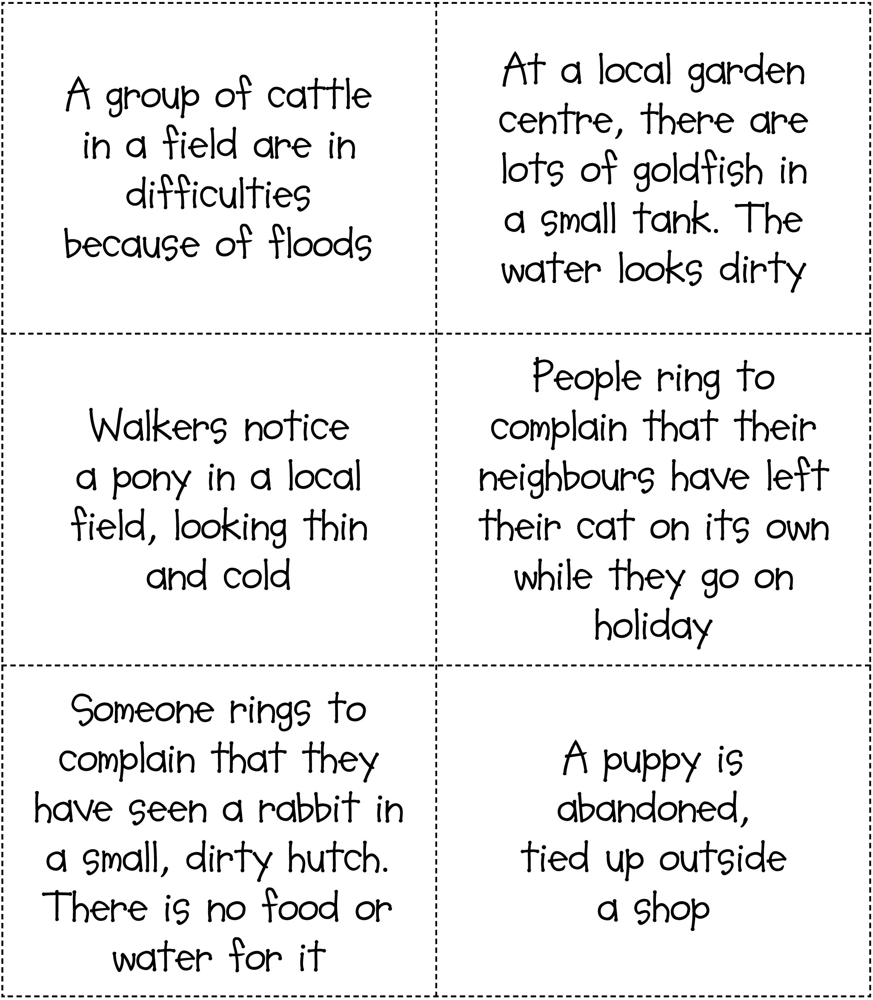 A group of cattle
in a field are in
difficulties
because of floods
At a local garden
centre, there are
lots of goldfish in
a small tank. The
water looks dirty
Walkers notice
a pony in a local
field, looking thin
and cold
People ring to
complain that their
neighbours have left
their cat on its own
while they go on
holiday
Someone rings to
complain that they
have seen a rabbit in
a small, dirty hutch.
There is no food or
water for it
A puppy is
abandoned,
tied up outside
a shop